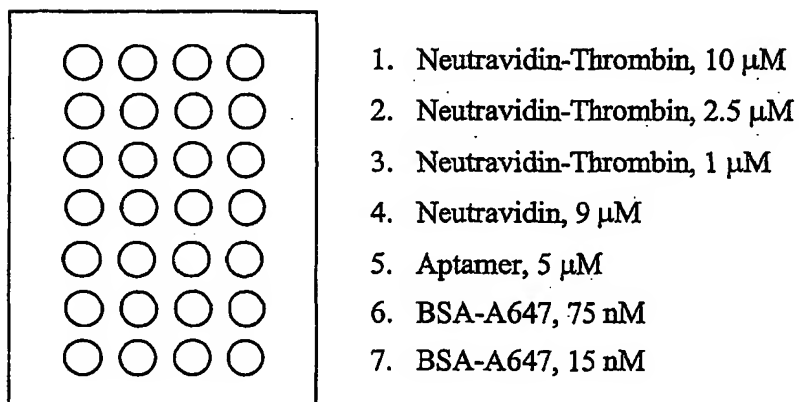 1. Neutravidin-Thrombin, 10 µM
2. Neutravidin-Thrombin, 2.5 µM
3. Neutravidin-Thrombin, 1 µM
4. Neutravidin, 9 µM
5. Aptamer, 5 µM
6. BSA-A647, 75 nM
7. BSA-A647, 15 nM